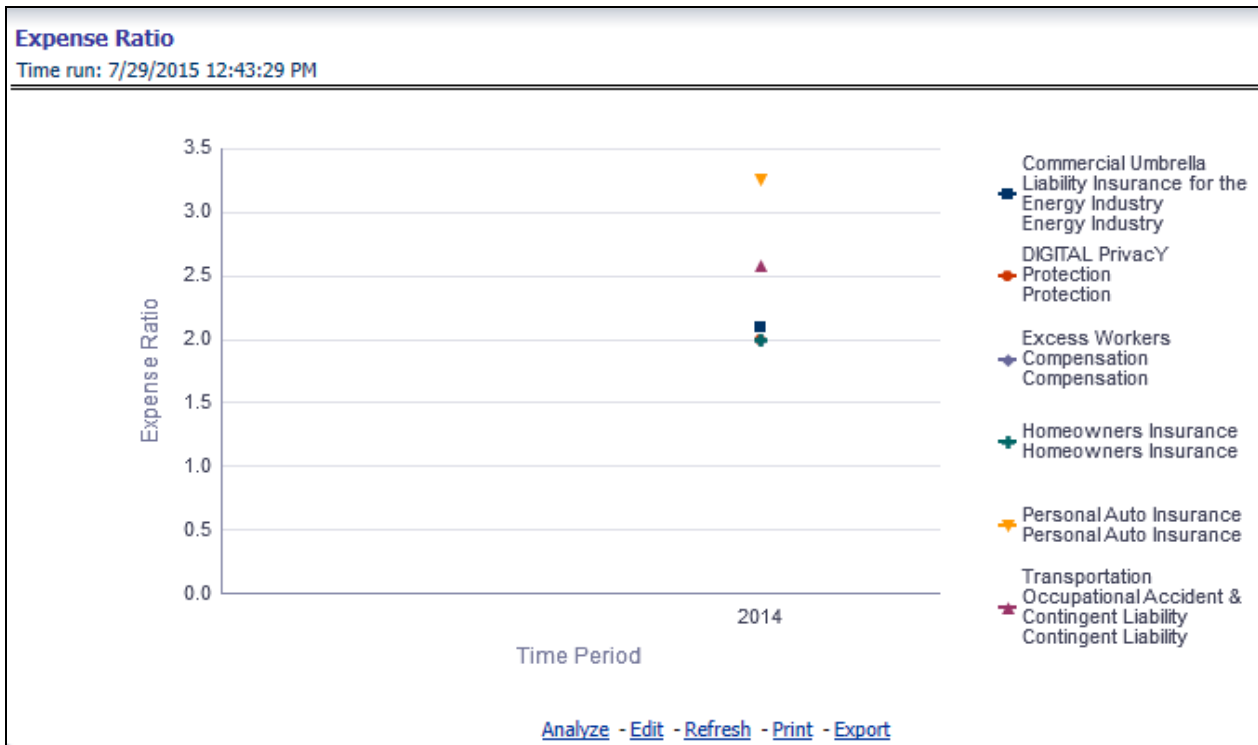 Expense Ratio
Time run: 7/29/2015 12:43:29 PM
3.5
3.0
2.5
2.0
1.5
1.0
0.5
0.0
Expense Ratio
2014
Time Period
Commercial Umbrella
Liability Insurance for the
Energy Industry
Energy Industry
DIGITAL PrivacY
Protection
Protection
Excess Workers
Compensation
Compensation
Homeowners Insurance
Homeowners Insurance
Personal Auto Insurance
Personal Auto Insurance
Transportation
Occupational Accident &
Contingent Liability
Contingent Liability
Analyze - Edit - Refresh - Print - Export